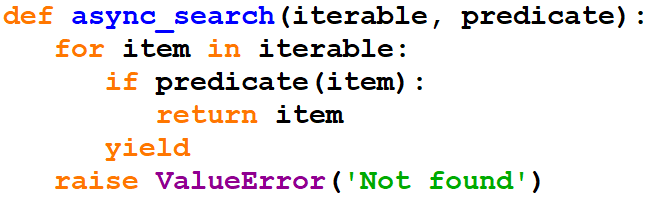 def async_search(iterable, predicate):
   for item in iterable:
      if predicate(item):
         return item
      yield
   raise ValueError('Not found')